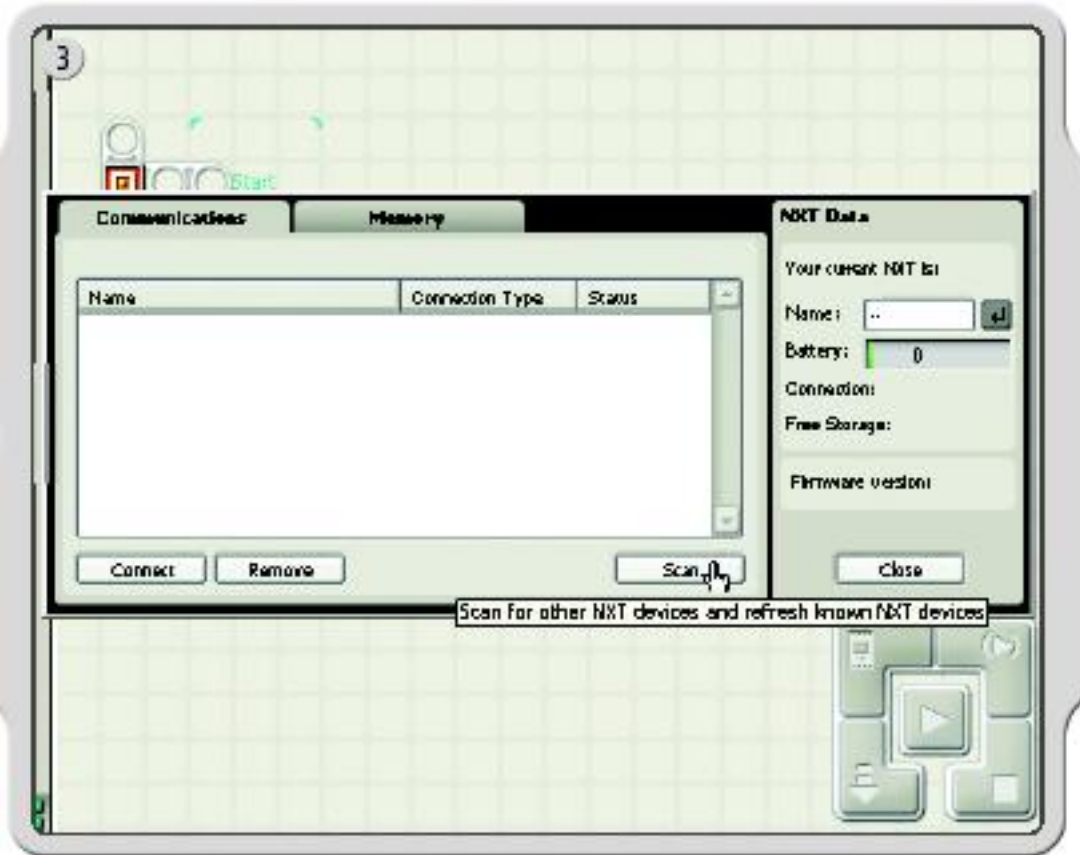 3
Start
Communications
Memory
NXT Data
Your current NXT is:
Name
Connection Type
Status
Name: --
Battery: 0
Connection:
Free Storage:
Firmware version:
Connect
Remove
Scan
Close
Scan for other NXT devices and refresh known NXT devices